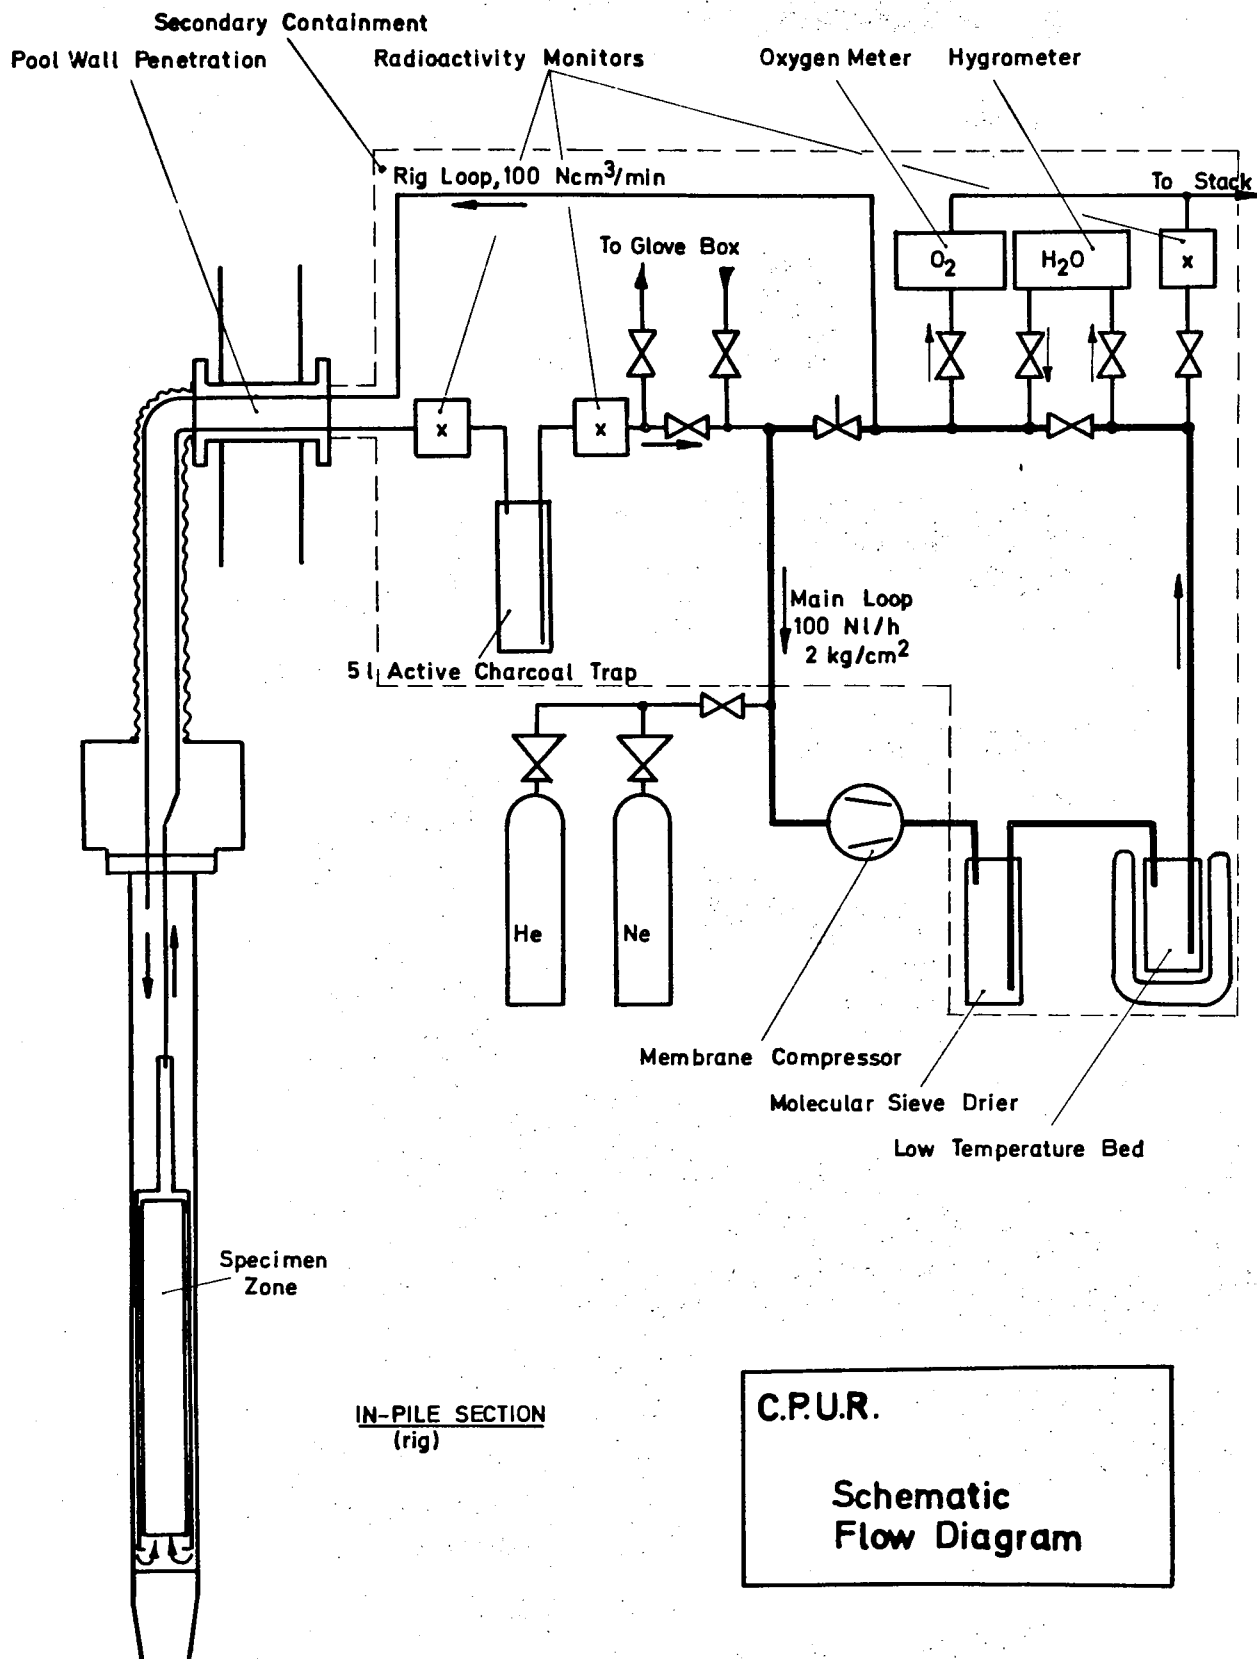 Secondary Containment
Pool Wall Penetration
Radioactivity Monitors
Oxygen Meter
Hygrometer
Rig Loop, 100 Ncm³/min
To Stack
To Glove Box
O₂
H₂O
x
x
x
Main Loop
100 Nl/h
2 kg/cm²
5 l Active Charcoal Trap
He
Ne
Membrane Compressor
Molecular Sieve Drier
Low Temperature Bed
Specimen
Zone
IN-PILE SECTION
(rig)
C.P.U.R.
Schematic
Flow Diagram